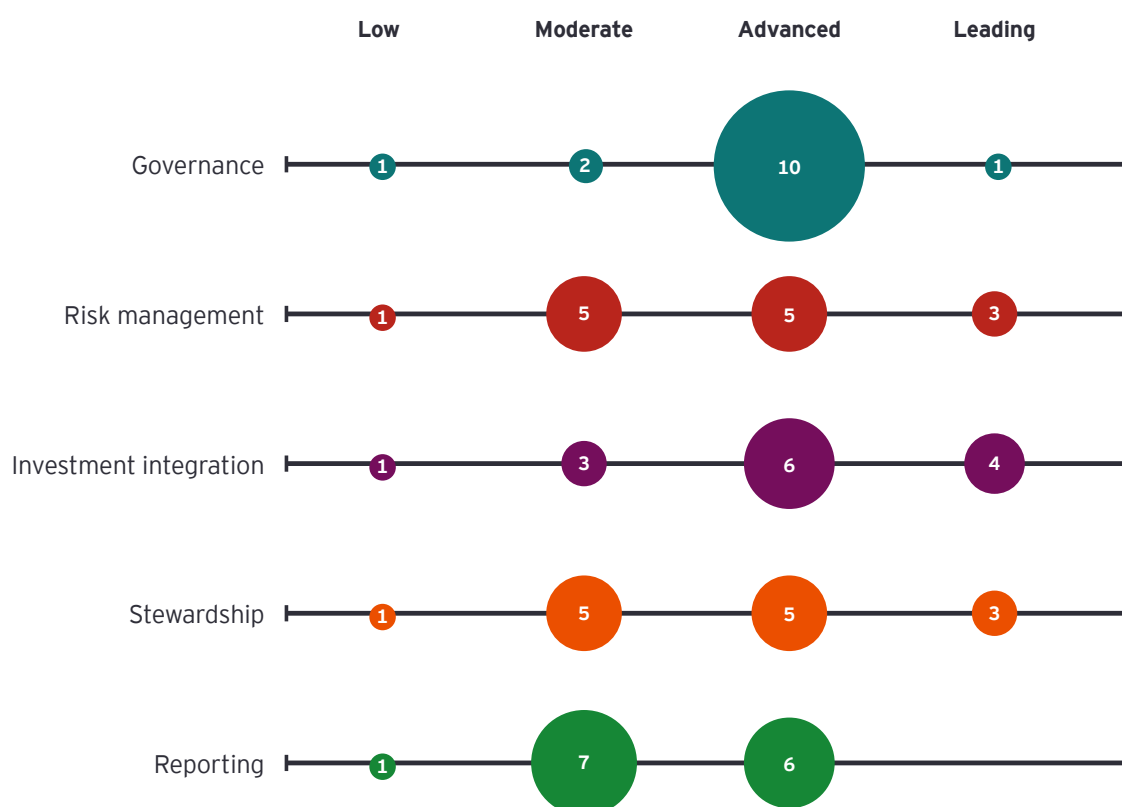 Low Moderate Advanced Leading
Governance 1 2 10 1
Risk management 1 5 5 3
Investment integration 1 3 6 4
Stewardship 1 5 5 3
Reporting 1 7 6